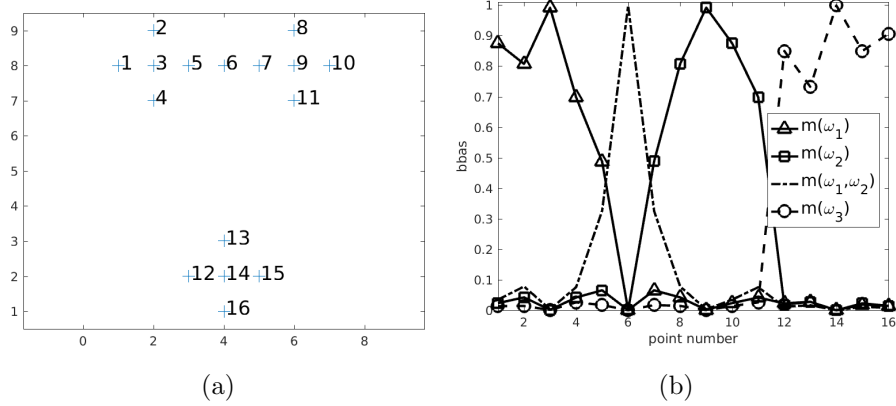 9
8
7
6
5
4
3
2
1
0 2 4 6 8
2 8
1 3 5 6 7 9 10
4 11
13
12 14 15
16
(a)
1
0.9
0.8
0.7
0.6
0.5
0.4
0.3
0.2
0.1
0
bbas
2 4 6 8 10 12 14 16
point number
m(ω₁)
m(ω₂)
m(ω₁,ω₂)
m(ω₃)
(b)